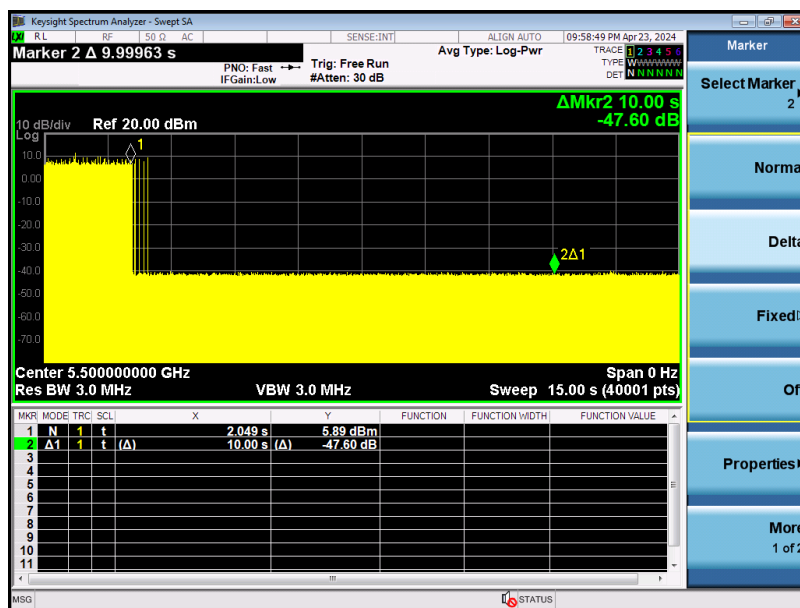 Keysight Spectrum Analyzer - Swept SA
RL RF 50 Ω AC SENSE:INT ALIGN AUTO 09:58:49 PM Apr 23, 2024
Marker 2 Δ 9.99963 s
PNO: Fast
IFGain:Low
Trig: Free Run
#Atten: 30 dB
Avg Type: Log-Pwr
TRACE 1 2 3 4 5 6
TYPE W
DET N N N N N N
ΔMkr2 10.00 s
-47.60 dB
10 dB/div Ref 20.00 dBm
Log
10.0
0.00
-10.0
-20.0
-30.0
-40.0
-50.0
-60.0
-70.0
1
2Δ1
Center 5.500000000 GHz Span 0 Hz
Res BW 3.0 MHz VBW 3.0 MHz Sweep 15.00 s (40001 pts)
MKR MODE TRC SCL X Y FUNCTION FUNCTION WIDTH FUNCTION VALUE
1 N 1 t 2.049 s 5.89 dBm
2 Δ1 1 t (Δ) 10.00 s (Δ) -47.60 dB
3
4
5
6
7
8
9
10
11
MSG STATUS
Marker
Select Marker
2
Norma
Delta
Fixed
Of
Properties
More
1 of 2